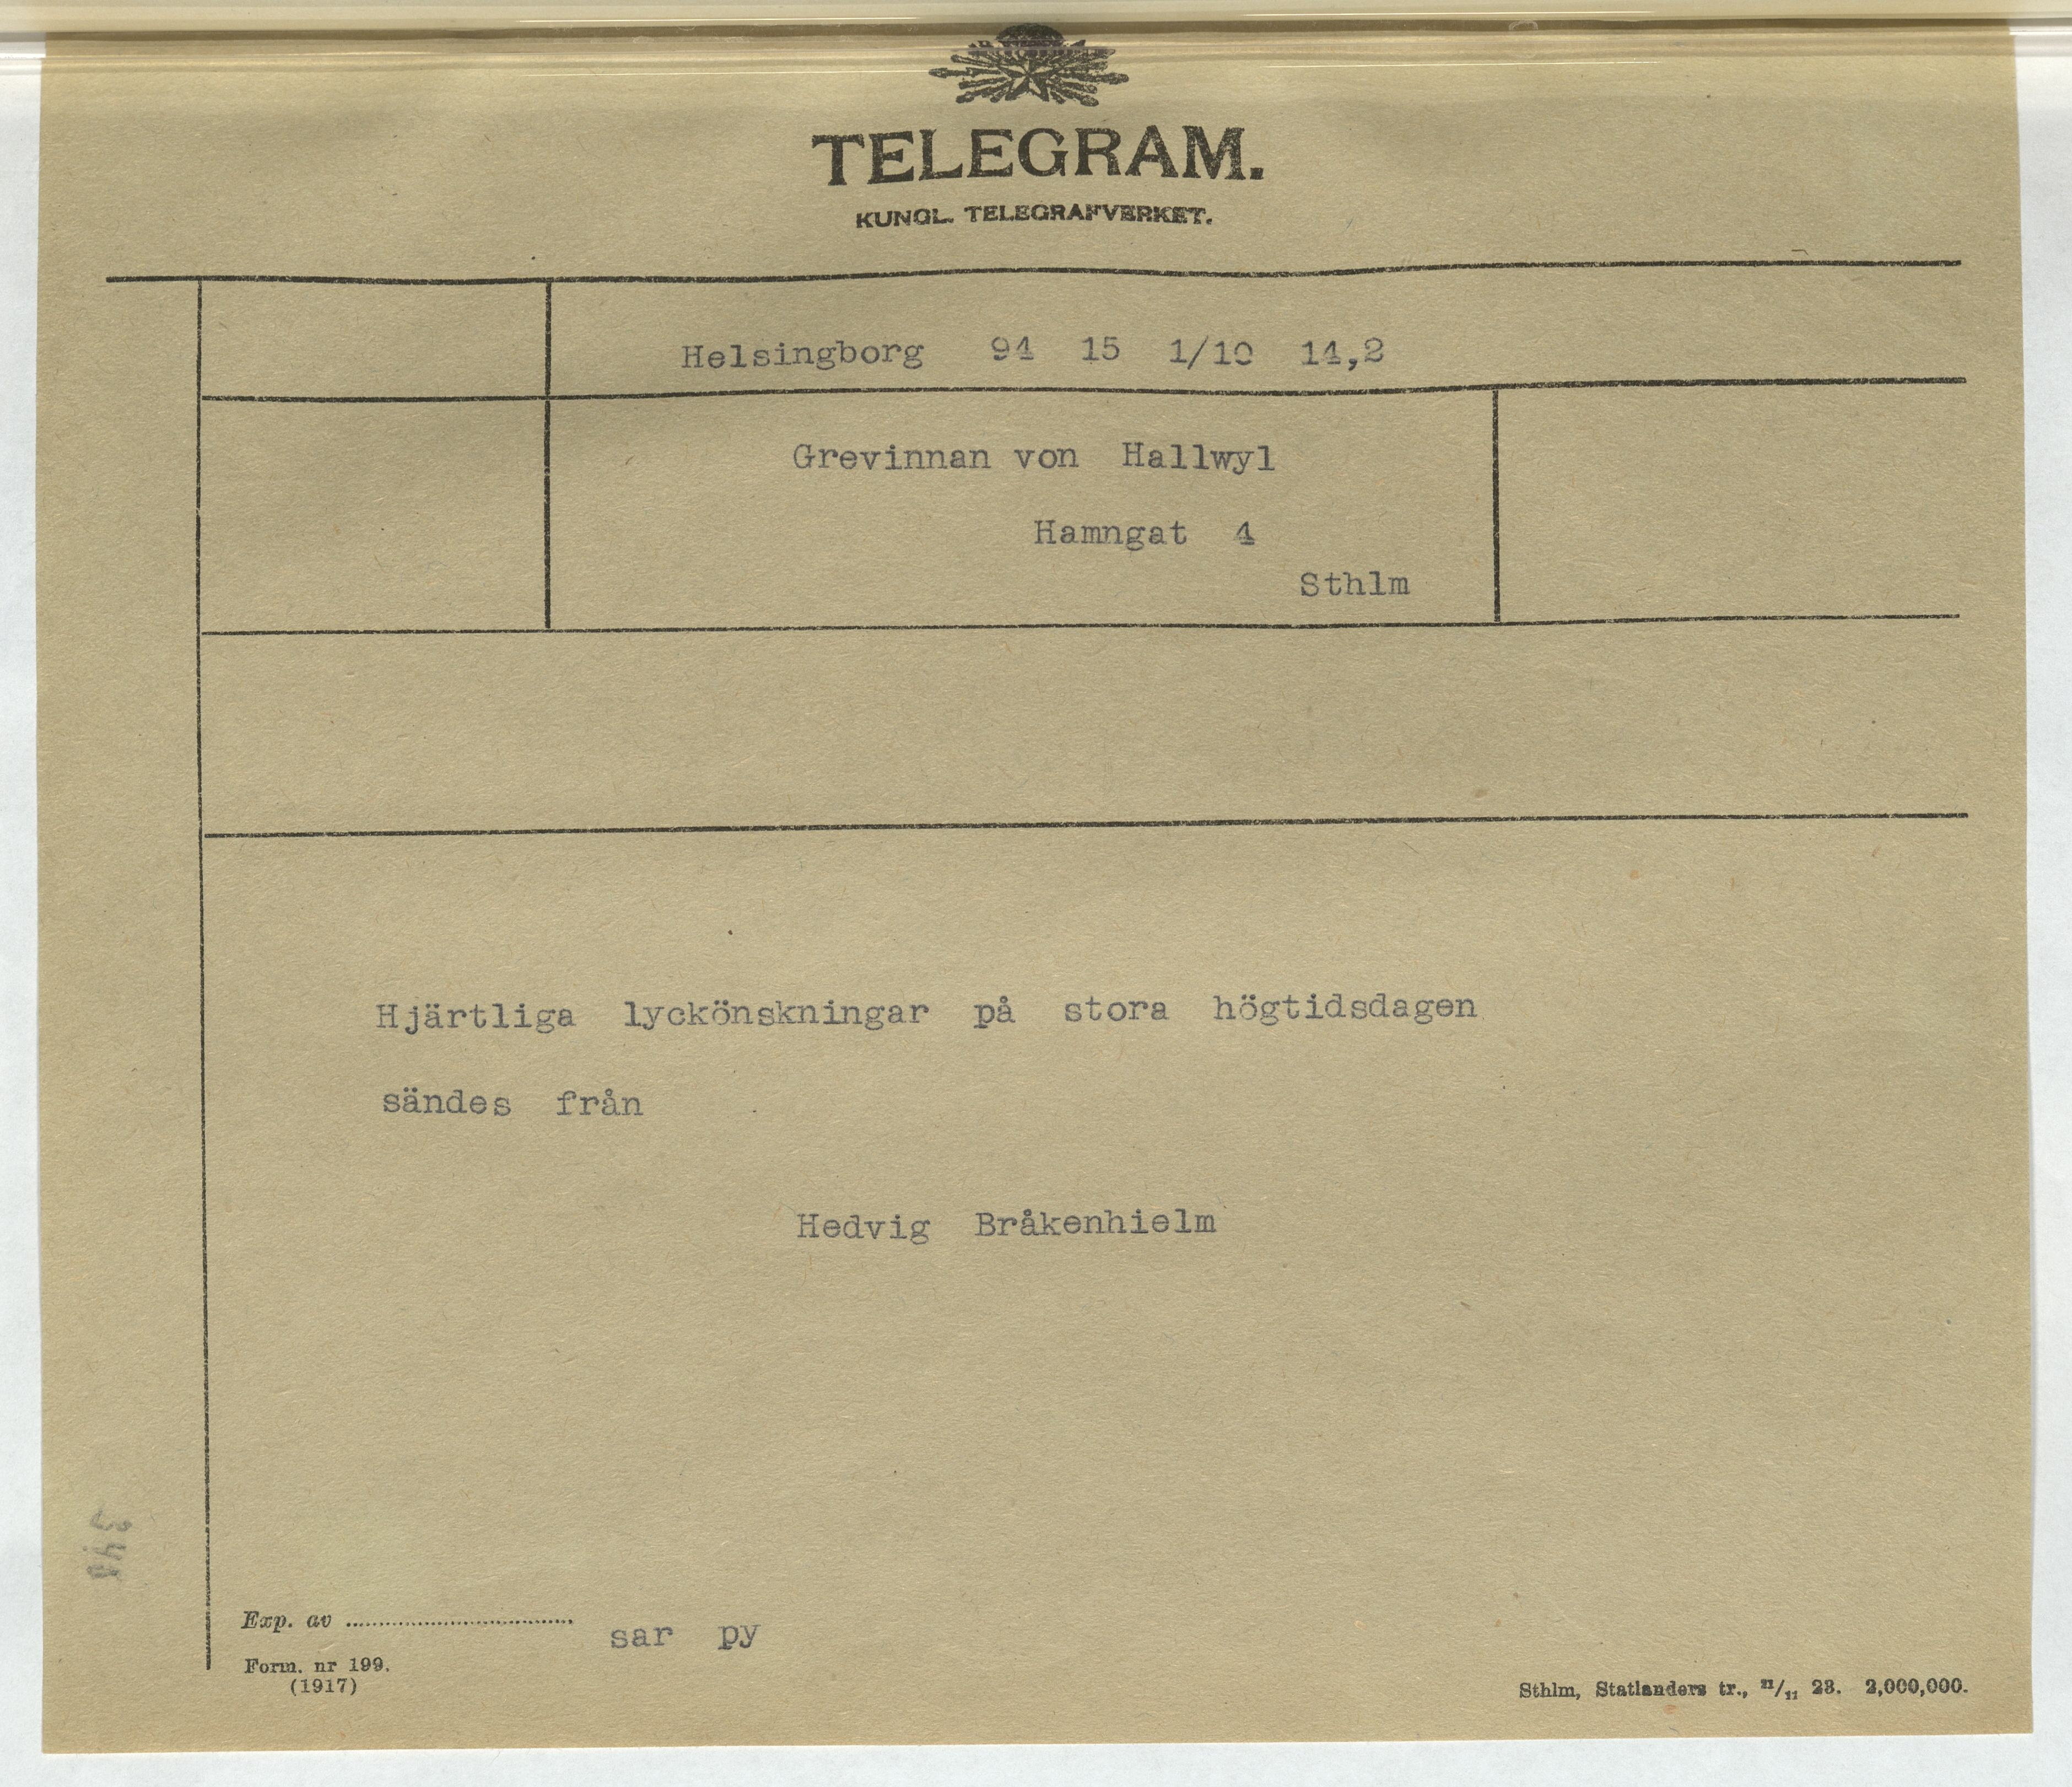 TELEGRAM.
KUNGL. TELEGRAFVERKET.
Helsingborg 94 15 1/10 14,2
Grevinnan von Hallwyl
Hamngat 4
Sthlm
Hjärtliga lyckönskningar på stora högtidsdagen
sändes från
Hedvig Bråkenhielm
Exp. av
sar py
Form. nr 199.
(1917)
Sthlm, Statlanders tr., 21/11 23. 2,000,000.